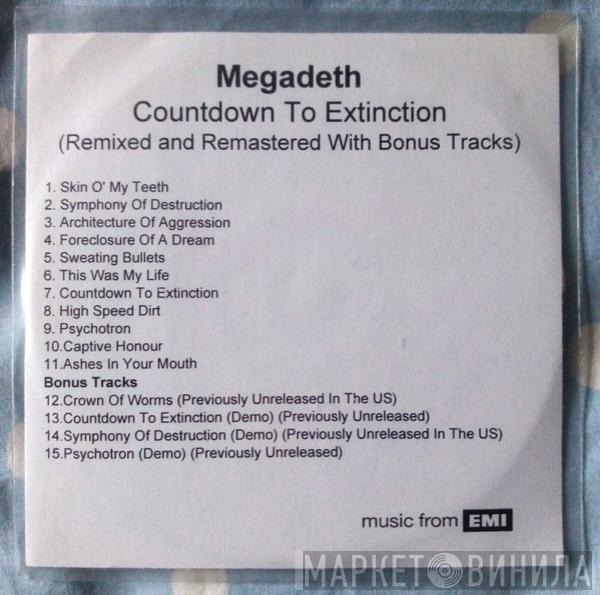 Megadeth
Countdown To Extinction
(Remixed and Remastered With Bonus Tracks)
1. Skin O' My Teeth
2. Symphony Of Destruction
3. Architecture Of Aggression
4. Foreclosure Of A Dream
5. Sweating Bullets
6. This Was My Life
7. Countdown To Extinction
8. High Speed Dirt
9. Psychotron
10.Captive Honour
11.Ashes In Your Mouth
Bonus Tracks
12.Crown Of Worms (Previously Unreleased In The US)
13.Countdown To Extinction (Demo) (Previously Unreleased)
14.Symphony Of Destruction (Demo) (Previously Unreleased In The US)
15.Psychotron (Demo) (Previously Unreleased)
music from EMI
МАРКЕТ ВИНИЛА